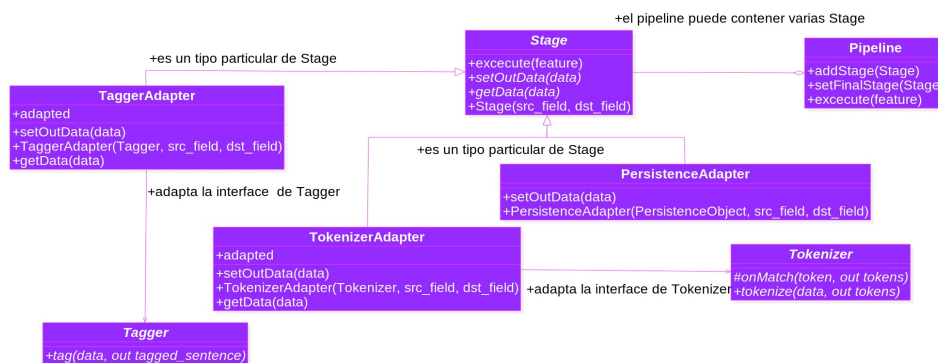 +el pipeline puede contener varias Stage
Stage
+excecute(feature)
+setOutData(data)
+getData(data)
+Stage(src_field, dst_field)
Pipeline
+addStage(Stage)
+setFinalStage(Stage
+excecute(feature)
+es un tipo particular de Stage
TaggerAdapter
+adapted
+setOutData(data)
+TaggerAdapter(Tagger, src_field, dst_field)
+getData(data)
+es un tipo particular de Stage
PersistenceAdapter
+setOutData(data)
+PersistenceAdapter(PersistenceObject, src_field, dst_field)
+adapta la interface  de Tagger
TokenizerAdapter
+adapted
+setOutData(data)
+TokenizerAdapter(Tokenizer, src_field, dst_field)
+getData(data)
+adapta la interface de Tokenizer
Tokenizer
#onMatch(token, out tokens)
+tokenize(data, out tokens)
Tagger
+tag(data, out tagged_sentence)